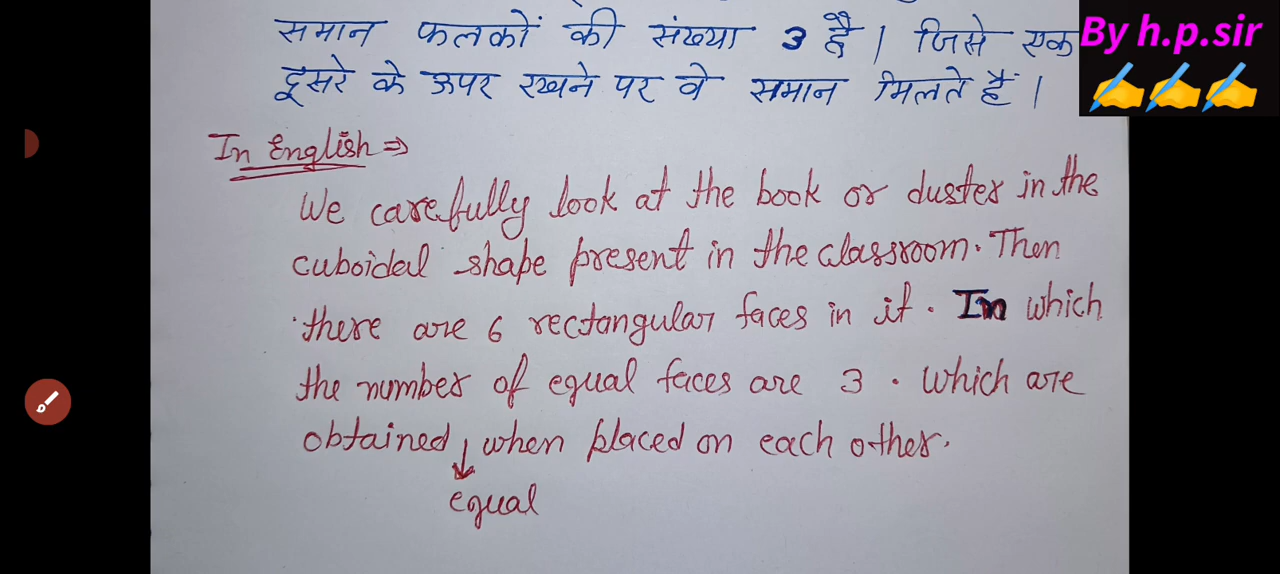 समान फलकों की संख्या 3 है। जिसे एक
दूसरे के ऊपर रखने पर वे समान मिलते हैं।
By h.p.sir
✍✍✍
In English ⇒
We carefully look at the book or duster in the
cuboidal shape present in the classroom. Then
there are 6 rectangular faces in it. In which
the number of equal faces are 3. which are
obtained ↓ when placed on each other.
equal